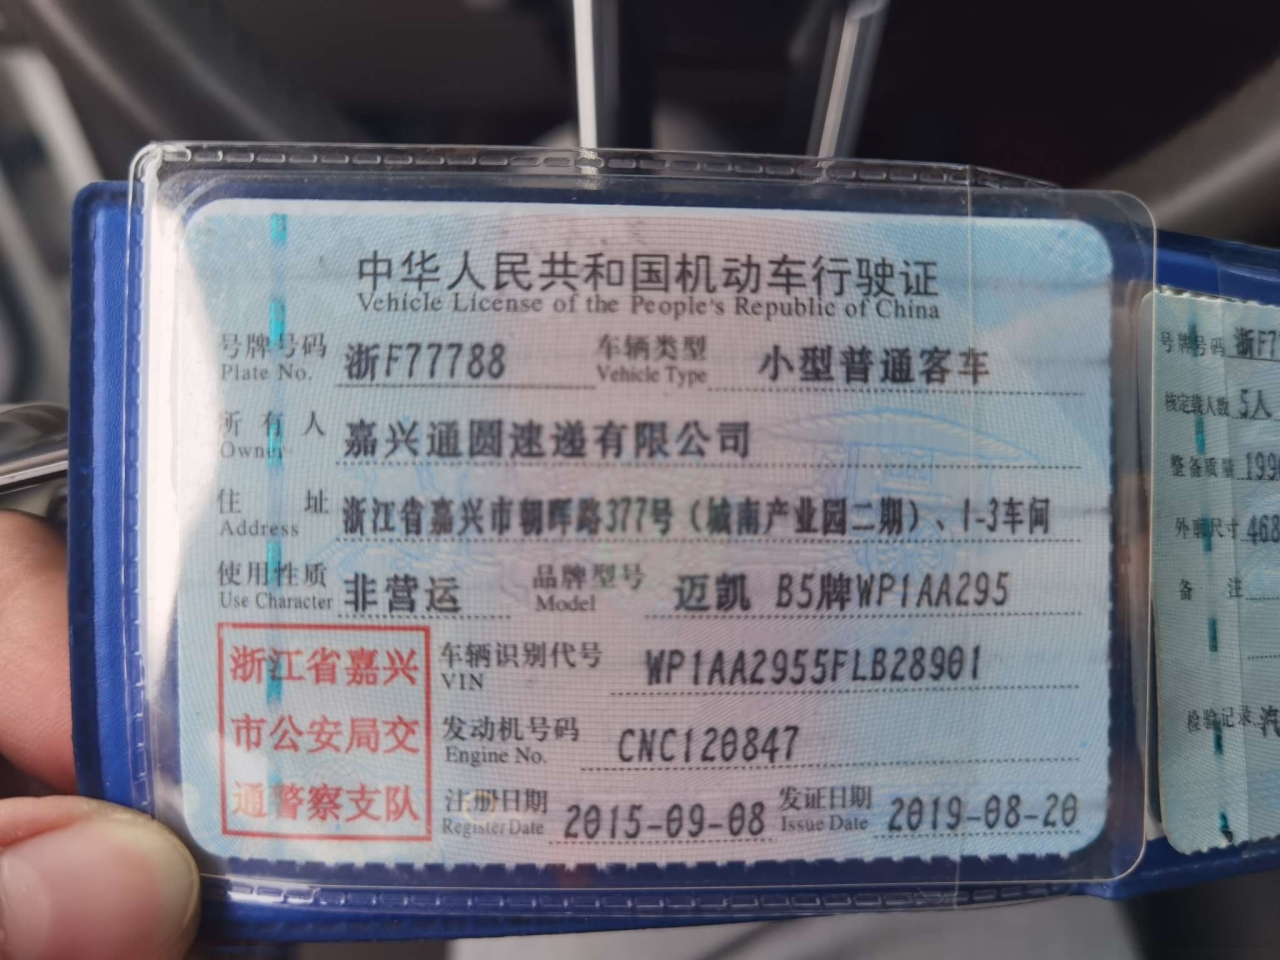 中华人民共和国机动车行驶证
Vehicle License of the People's Republic of China
号牌号码 浙F77788 车辆类型 小型普通客车
Plate No. Vehicle Type
所有人 嘉兴通圆速递有限公司
Owner
住址 浙江省嘉兴市朝晖路377号（城南产业园二期）、1-3车间
Address
使用性质 非营运 品牌型号 迈凯 B5牌WP1AA295
Use Character Model
浙江省嘉兴
市公安局交
通警察支队
车辆识别代号 WP1AA2955FLB28901
VIN
发动机号码 CNC120847
Engine No.
注册日期 2015-09-08 发证日期 2019-08-20
Register Date Issue Date
号牌号码 浙F7
核定载人数 5人
整备质量 199
外廓尺寸 468
备注
检验记录 汽